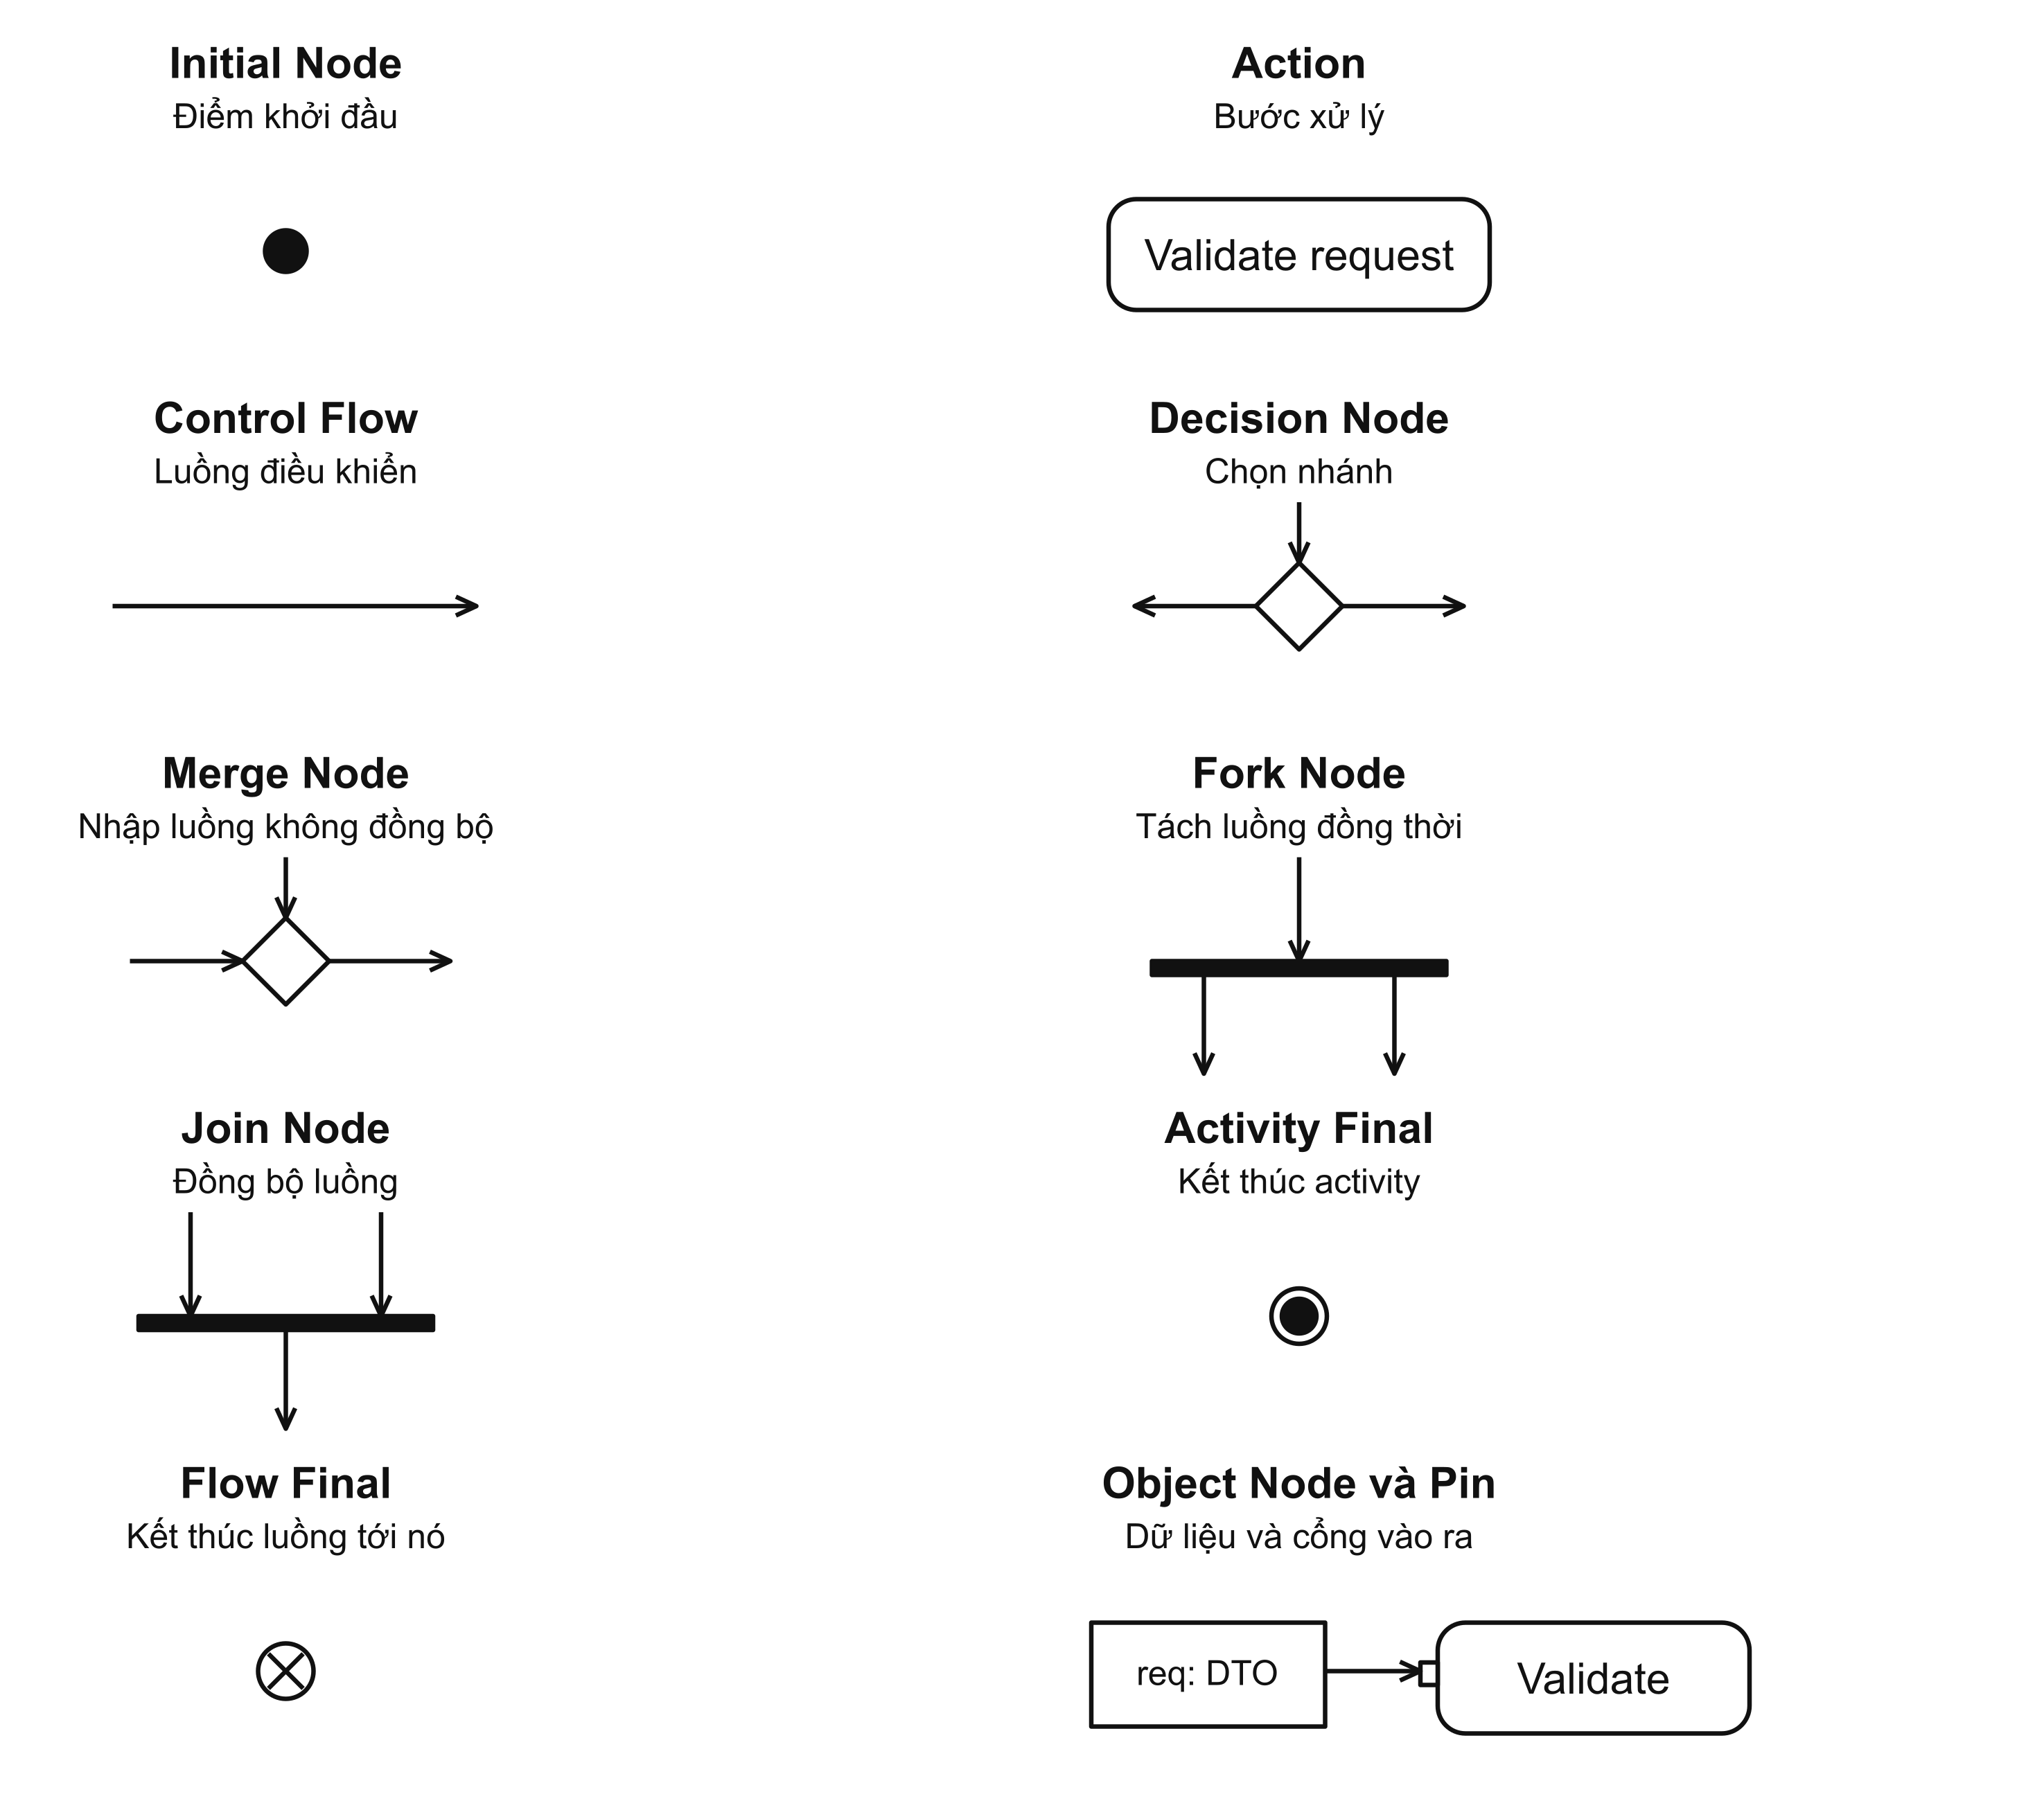 Initial Node
Điểm khởi đầu
Action
Bước xử lý
Validate request
Control Flow
Luồng điều khiển
Decision Node
Chọn nhánh
Merge Node
Nhập luồng không đồng bộ
Fork Node
Tách luồng đồng thời
Join Node
Đồng bộ luồng
Activity Final
Kết thúc activity
Flow Final
Kết thúc luồng tới nó
Object Node và Pin
Dữ liệu và cổng vào ra
req: DTO
Validate